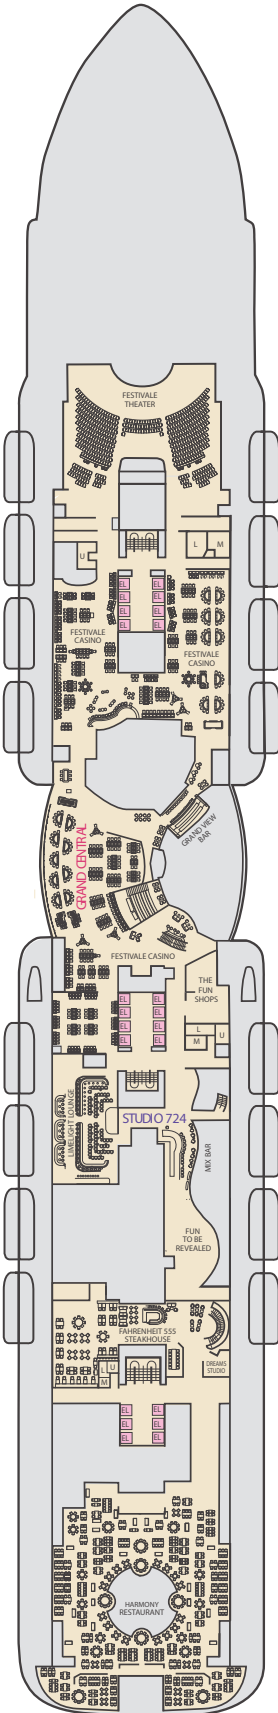 FESTIVALE
THEATER
L M
U
EL EL
EL EL
EL EL
EL EL
FESTIVALE
CASINO
FESTIVALE
CASINO
GRAND VIEW
BAR
GRAND CENTRAL
FESTIVALE CASINO
THE
FUN
SHOPS
EL EL
EL EL
EL EL
EL EL
L
M
U
LIMELIGHT LOUNGE
STUDIO 724
MIX BAR
FUN
TO BE
REVEALED
FAHRENHEIT 555
STEAKHOUSE
L U
M
DREAMS
STUDIO
EL EL
EL EL
EL EL
HARMONY
RESTAURANT